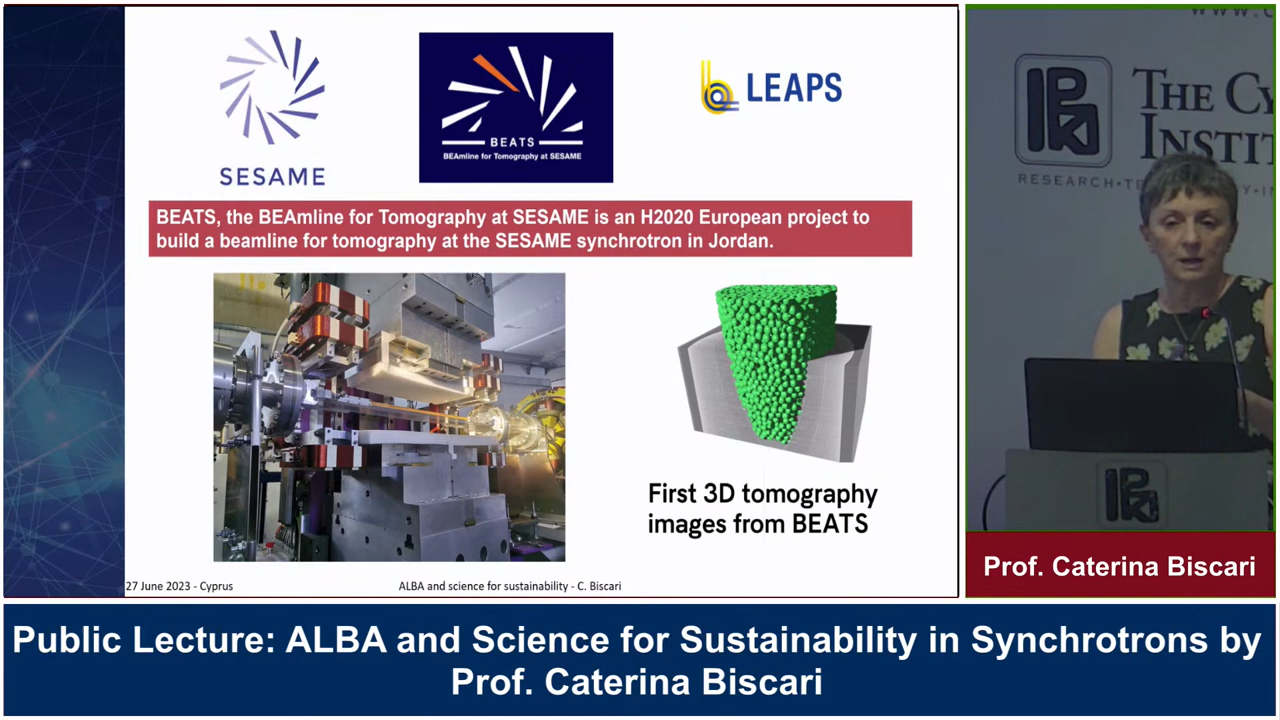 SESAME
BEATS
BEAmline for Tomography at SESAME
LEAPS
BEATS, the BEAmline for Tomography at SESAME is an H2020 European project to
build a beamline for tomography at the SESAME synchrotron in Jordan.
First 3D tomography
images from BEATS
27 June 2023 - Cyprus
ALBA and science for sustainability - C. Biscari
THE
INSTIT
Prof. Caterina Biscari
Public Lecture: ALBA and Science for Sustainability in Synchrotrons by
Prof. Caterina Biscari